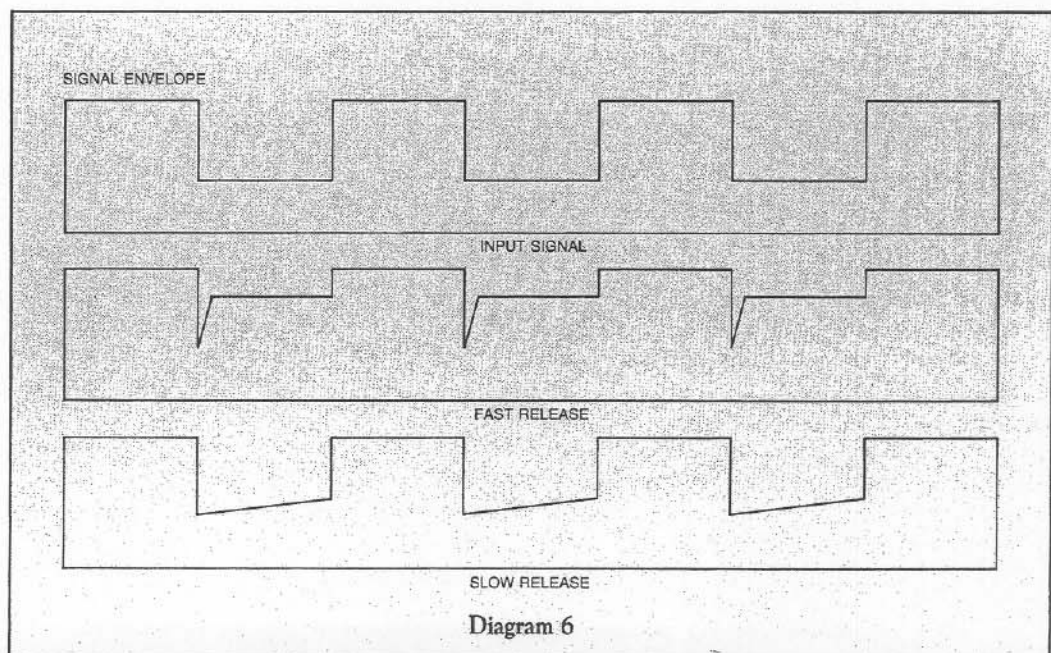 SIGNAL ENVELOPE
INPUT SIGNAL
FAST RELEASE
SLOW RELEASE
Diagram 6